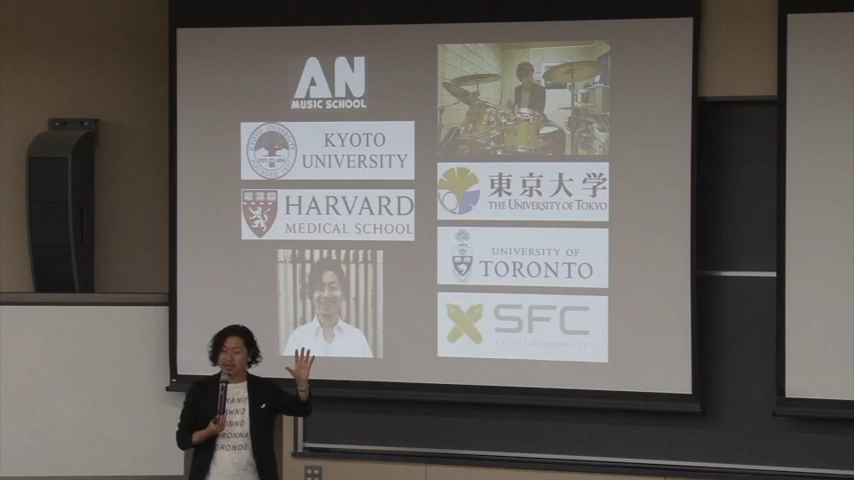 AN
MUSIC SCHOOL
KYOTO
UNIVERSITY
HARVARD
MEDICAL SCHOOL
東京大学
THE UNIVERSITY OF TOKYO
UNIVERSITY OF
TORONTO
SFC